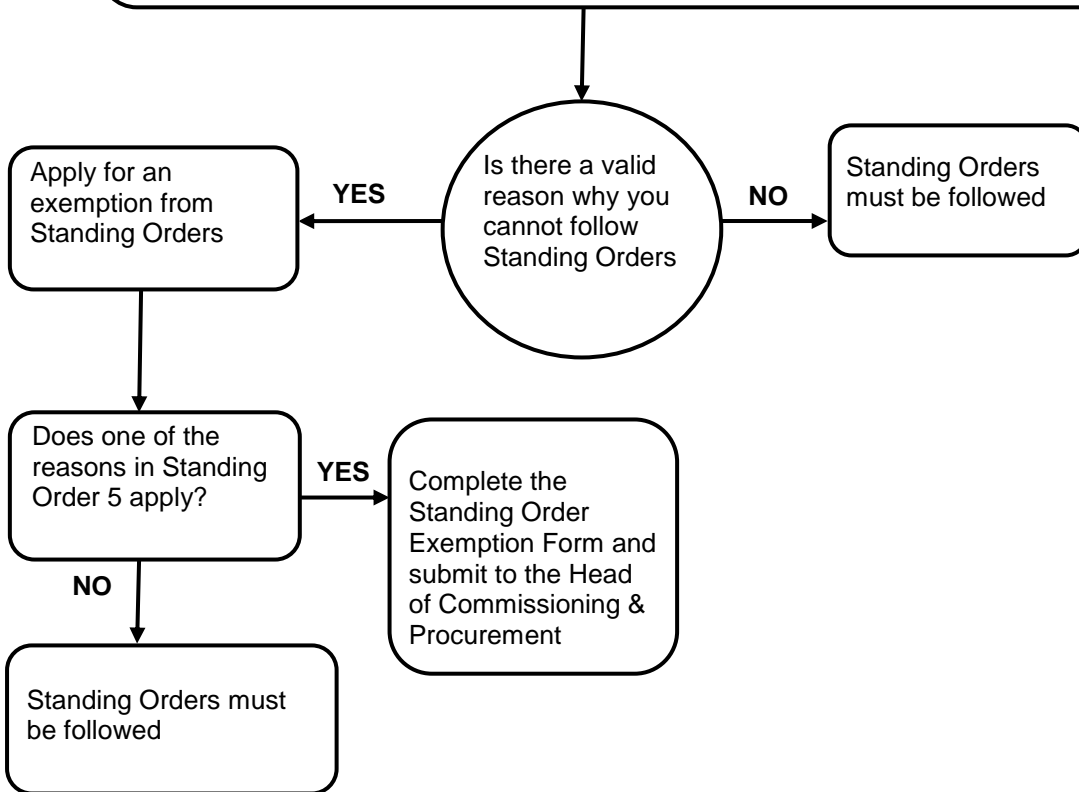 Is there a valid
reason why you
cannot follow
Standing Orders
YES
NO
Apply for an
exemption from
Standing Orders
Standing Orders
must be followed
Does one of the
reasons in Standing
Order 5 apply?
YES
NO
Complete the
Standing Order
Exemption Form and
submit to the Head
of Commissioning &
Procurement
Standing Orders must
be followed